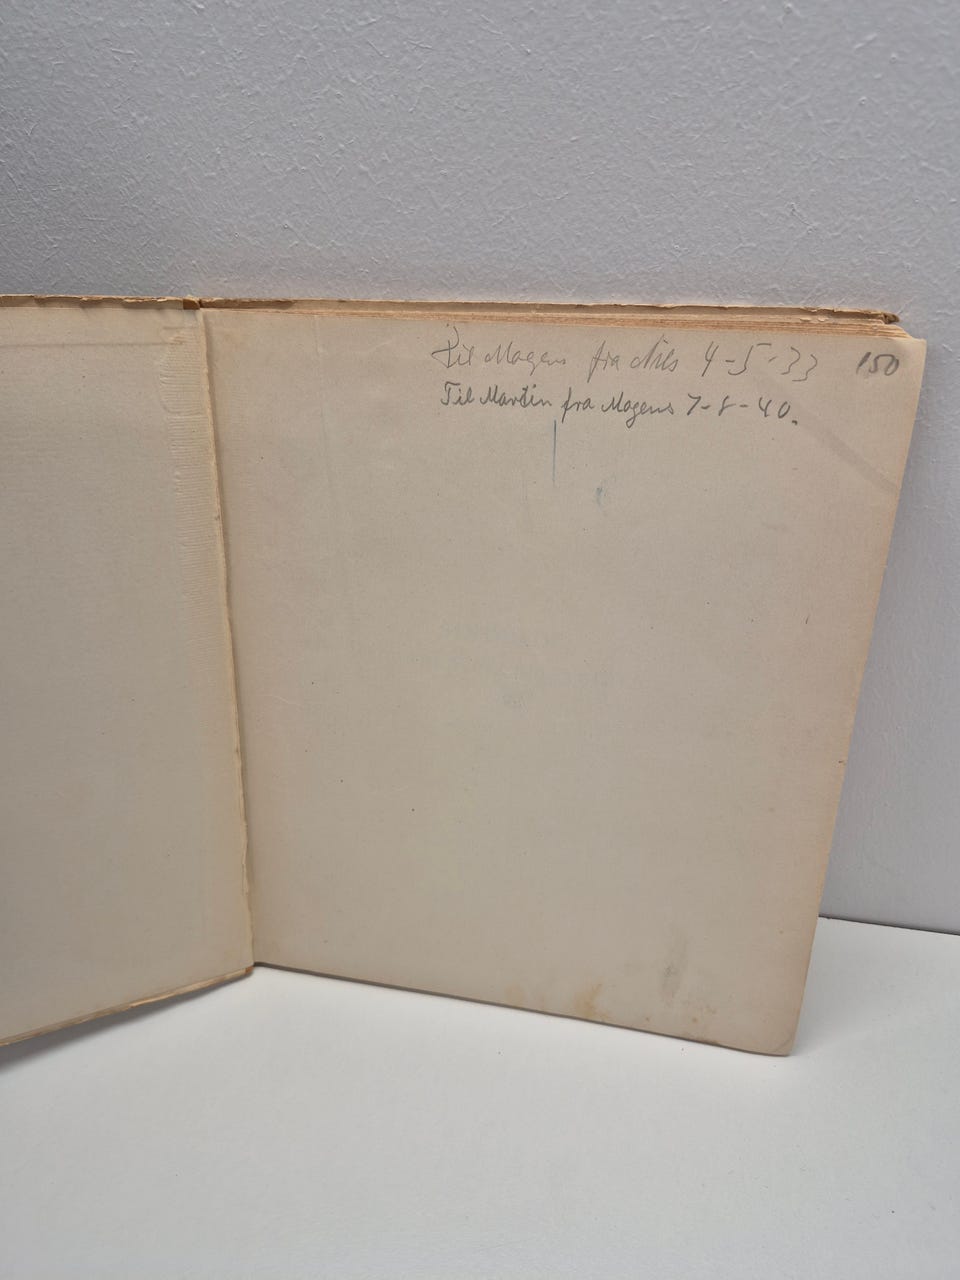 Til Mogens fra Nils 4-5-33 150
Til Martin fra Mogens 7-8-40.